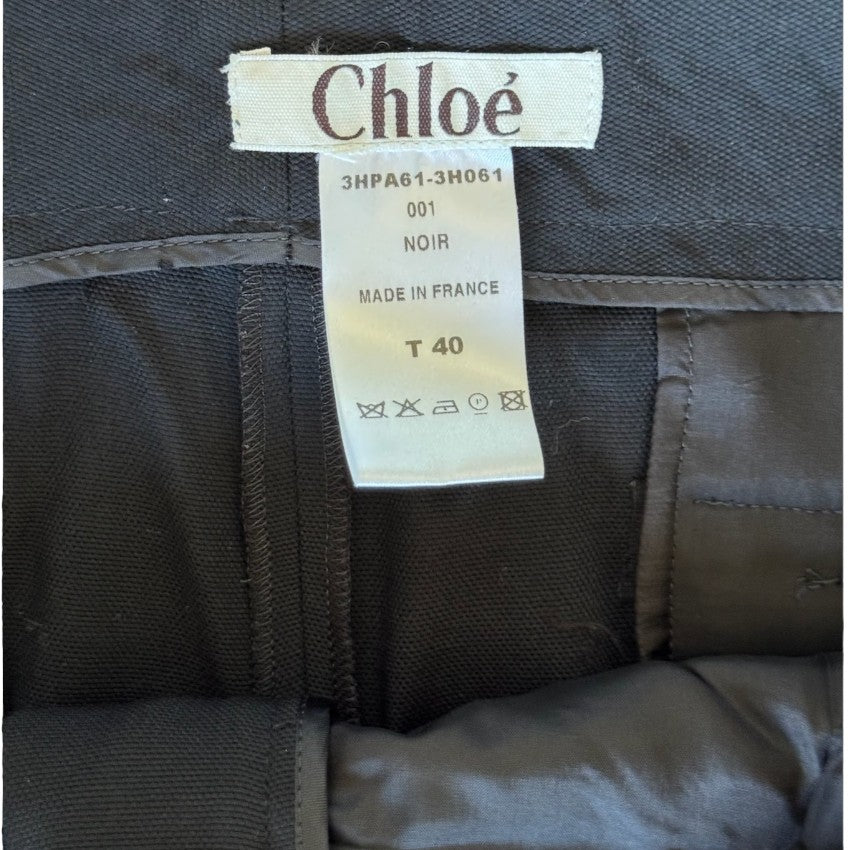 Chloé
3HPA61-3H061
001
NOIR
MADE IN FRANCE
T 40
P